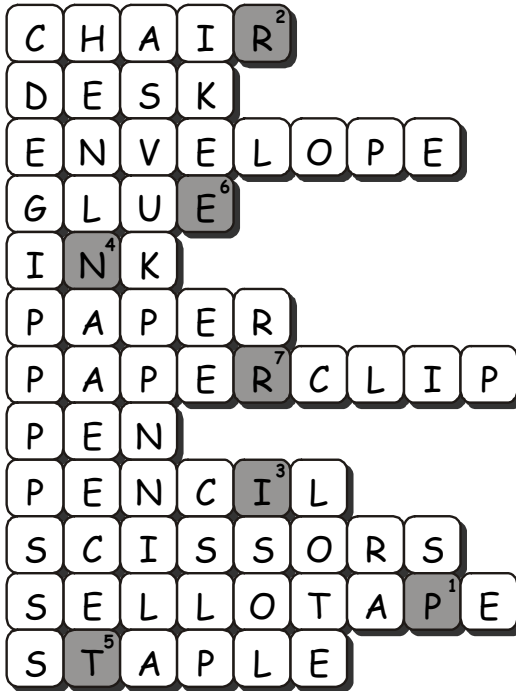 CHAIR2
DESK
ENVELOPE
GLUE6
IN4K
PAPER
PAPER7CLIP
PEN
PENCI3L
SCISSORS
SELLOTAP1E
ST5APLE